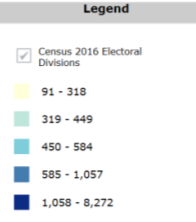 Legend
Census 2016 Electoral
Divisions
91 - 318
319 - 449
450 - 584
585 - 1,057
1,058 - 8,272